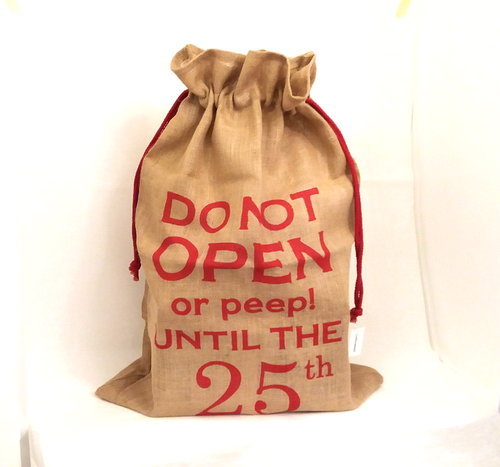 DO NOT
OPEN
or peep!
UNTIL THE
25th